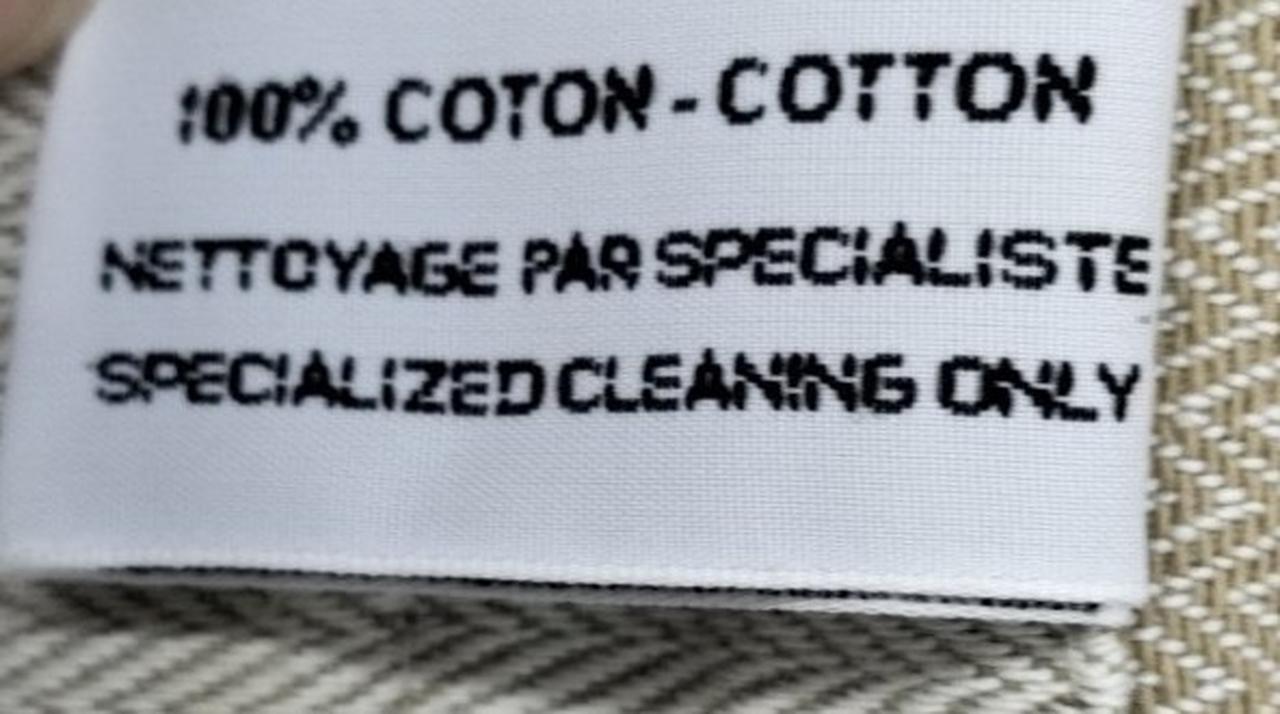 100% COTON - COTTON
NETTOYAGE PAR SPECIALISTE
SPECIALIZED CLEANING ONLY